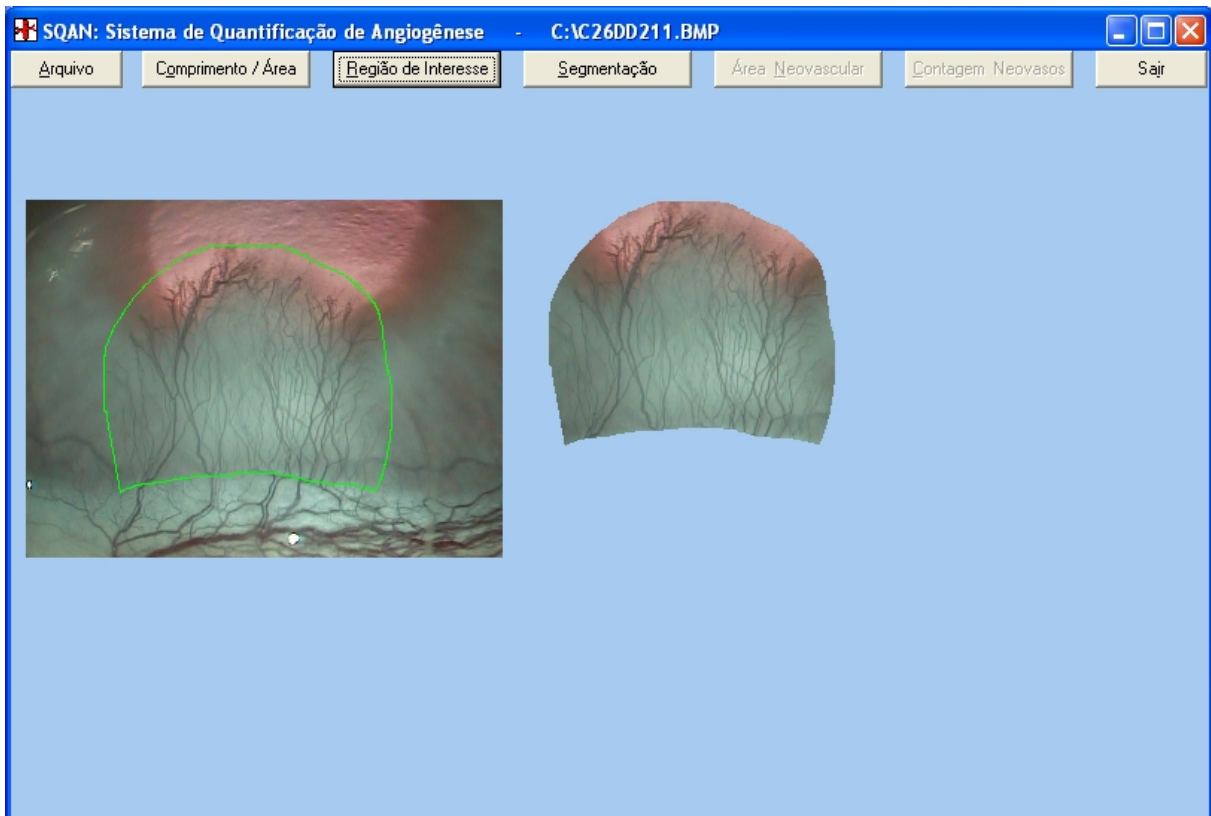 SQAN: Sistema de Quantificação de Angiogênese - C:\C26DD211.BMP
Arquivo Comprimento / Área Região de Interesse Segmentação Área Neovascular Contagem Neovasos Sair